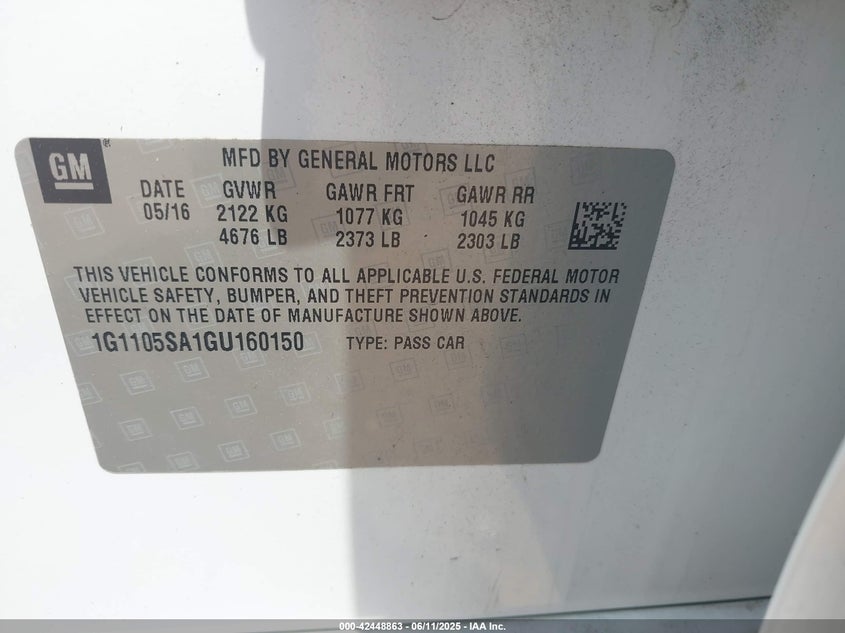 GM
MFD BY GENERAL MOTORS LLC
DATE GVWR GAWR FRT GAWR RR
05/16 2122 KG 1077 KG 1045 KG
4676 LB 2373 LB 2303 LB
THIS VEHICLE CONFORMS TO ALL APPLICABLE U.S. FEDERAL MOTOR
VEHICLE SAFETY, BUMPER, AND THEFT PREVENTION STANDARDS IN
EFFECT ON THE DATE OF MANUFACTURE SHOWN ABOVE.
1G1105SA1GU160150 TYPE: PASS CAR
000-42448863 - 06/11/2025 - IAA Inc.